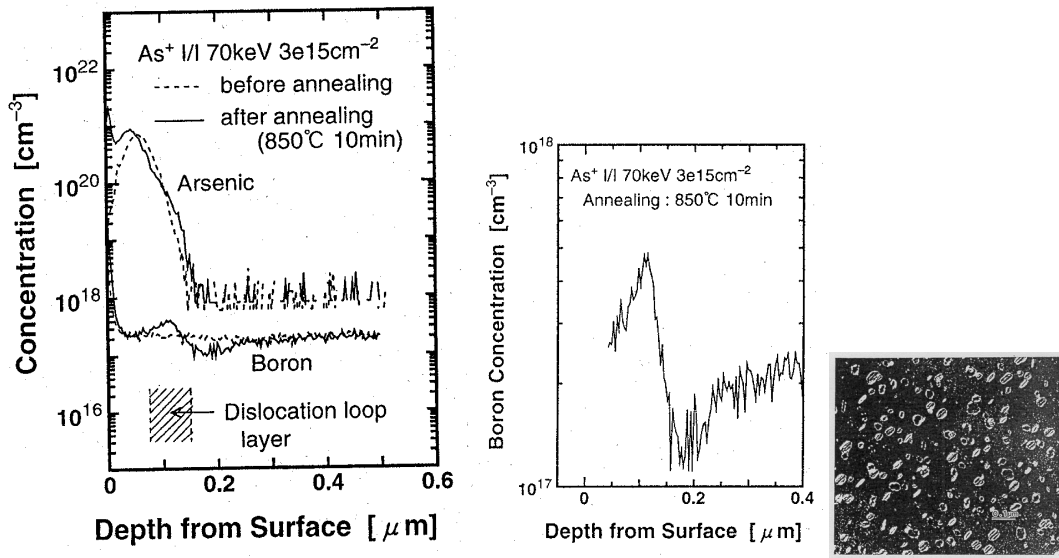 As⁺ I/I 70keV 3e15cm⁻²
before annealing
after annealing
(850℃ 10min)
Arsenic
Boron
Dislocation loop
layer
Concentration [cm⁻³]
10²²
10²⁰
10¹⁸
10¹⁶
0 0.2 0.4 0.6
Depth from Surface [μm]
As⁺ I/I 70keV 3e15cm⁻²
Annealing : 850℃ 10min
Boron Concentration [cm⁻³]
10¹⁸
10¹⁷
0 0.2 0.4
Depth from Surface [μm]
0.1μm